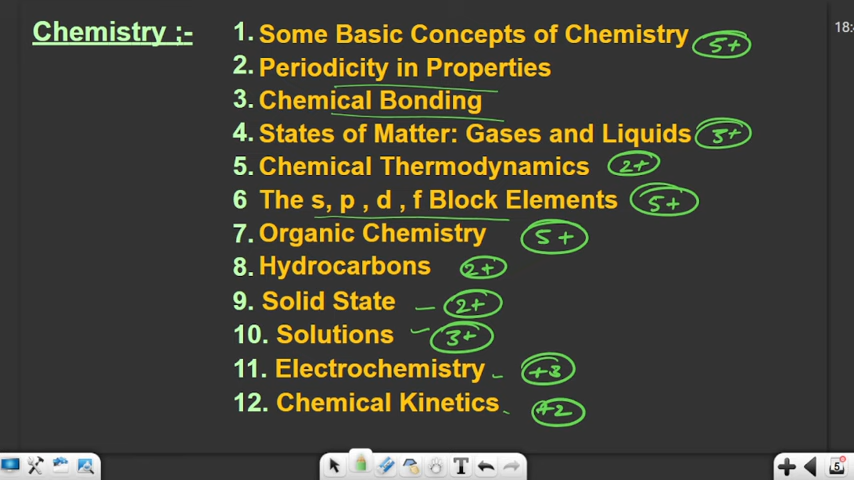 Chemistry ;-
1. Some Basic Concepts of Chemistry 5+
2. Periodicity in Properties
3. Chemical Bonding
4. States of Matter: Gases and Liquids 3+
5. Chemical Thermodynamics 2+
6 The s, p , d , f Block Elements 5+
7. Organic Chemistry 5+
8. Hydrocarbons 2+
9. Solid State 2+
10. Solutions 3+
11. Electrochemistry +3
12. Chemical Kinetics +2
T
5